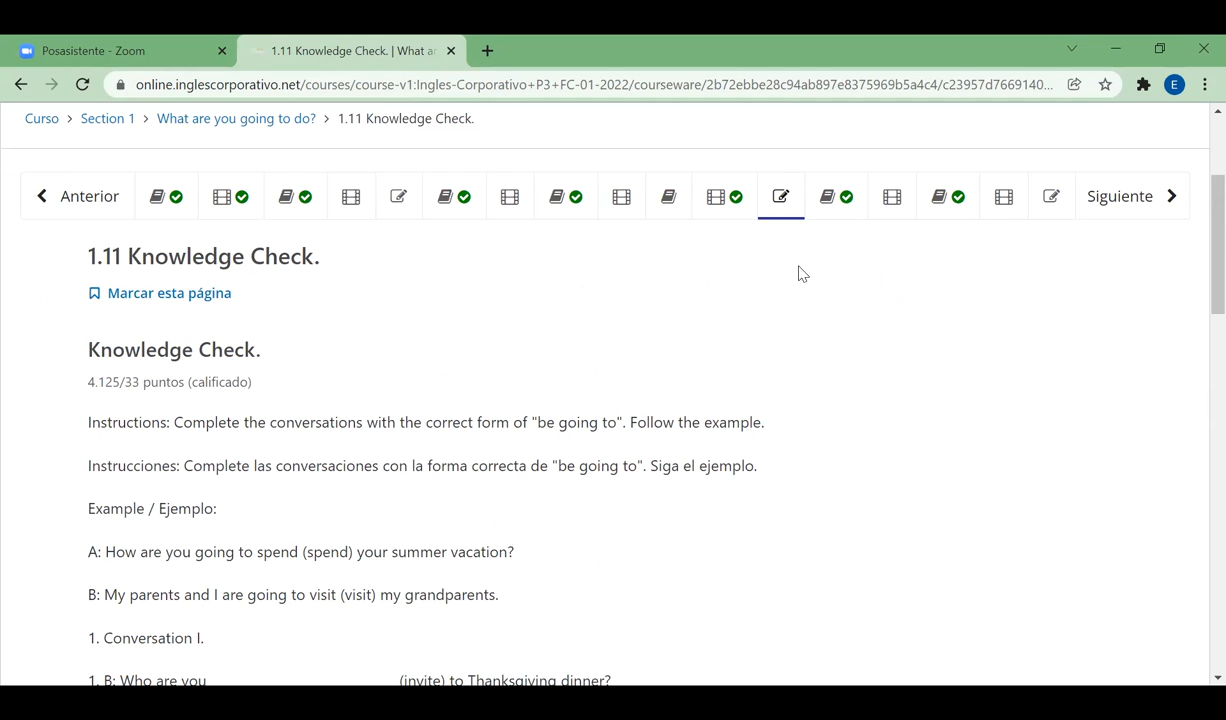 Posasistente - Zoom
1.11 Knowledge Check. | What ar
online.inglescorporativo.net/courses/course-v1:Ingles-Corporativo+P3+FC-01-2022/courseware/2b72ebbe28c94ab897e8375969b5a4c4/c23957d7669140...
E
Curso > Section 1 > What are you going to do? > 1.11 Knowledge Check.
Anterior
Siguiente
1.11 Knowledge Check.
Marcar esta página
Knowledge Check.
4.125/33 puntos (calificado)
Instructions: Complete the conversations with the correct form of "be going to". Follow the example.
Instrucciones: Complete las conversaciones con la forma correcta de "be going to". Siga el ejemplo.
Example / Ejemplo:
A: How are you going to spend (spend) your summer vacation?
B: My parents and I are going to visit (visit) my grandparents.
1. Conversation I.
1. B: Who are you ____________________ (invite) to Thanksgiving dinner?